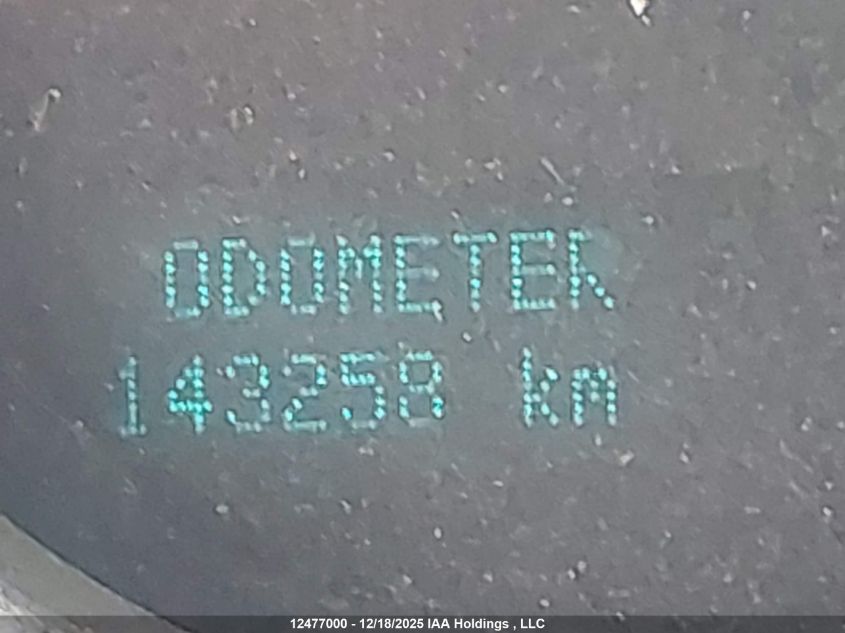 ODOMETER
143258 km
12477000 - 12/18/2025 IAA Holdings , LLC